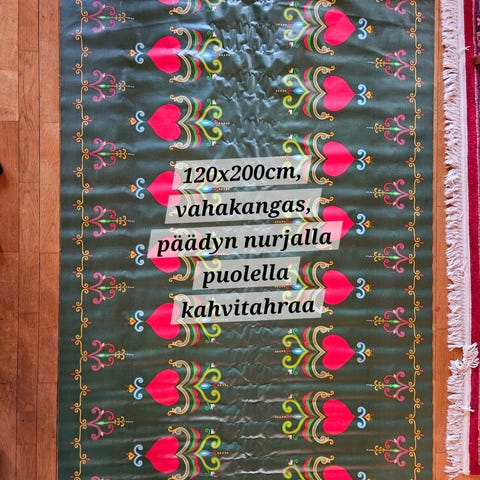 120x200cm,
vahakangas,
päädyn nurjalla
puolella
kahvitahraa